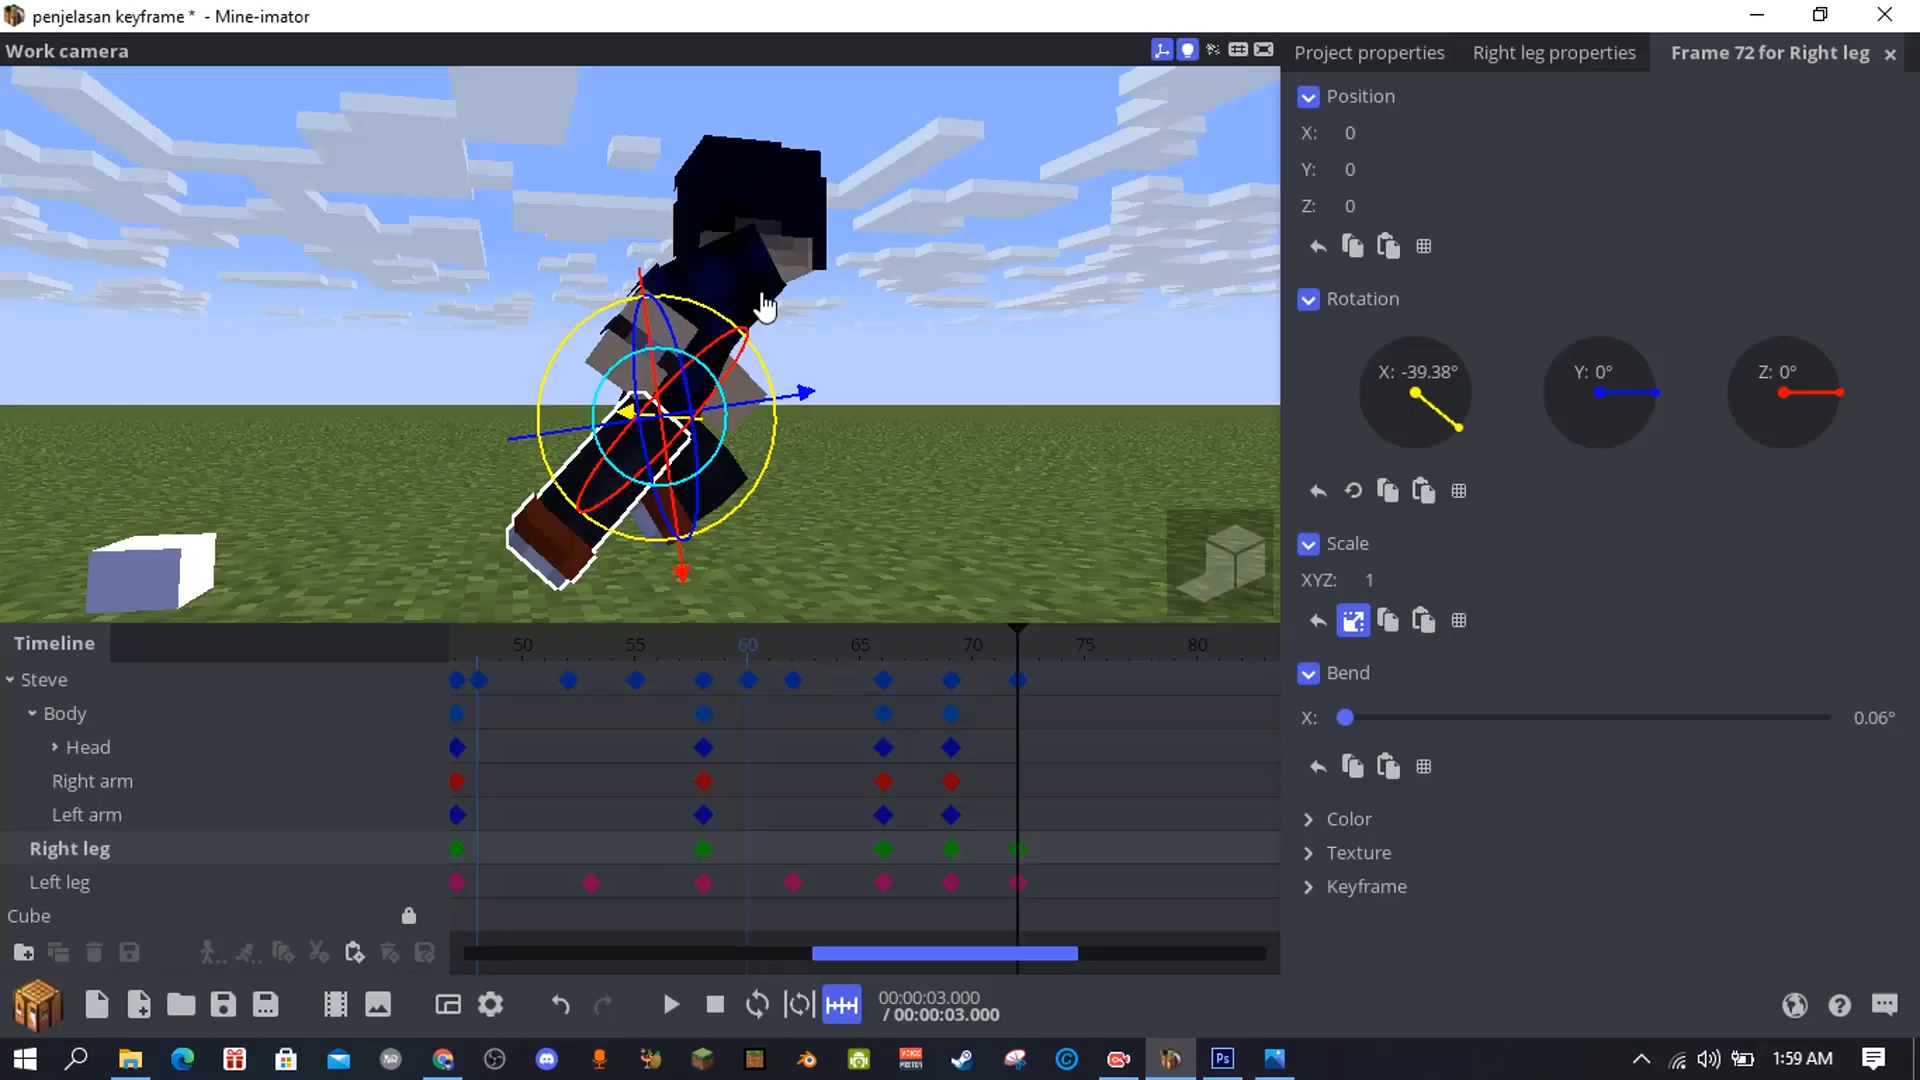 penjelasan keyframe * - Mine-imator
Work camera
Project properties
Right leg properties
Frame 72 for Right leg
Position
X: 0
Y: 0
Z: 0
Rotation
X: -39.38°
Y: 0°
Z: 0°
Scale
XYZ: 1
Bend
X: 0.06°
Color
Texture
Keyframe
Timeline
50 55 60 65 70 75 80
Steve
Body
Head
Right arm
Left arm
Right leg
Left leg
Cube
00:00:03.000
/ 00:00:03.000
Ps
1:59 AM